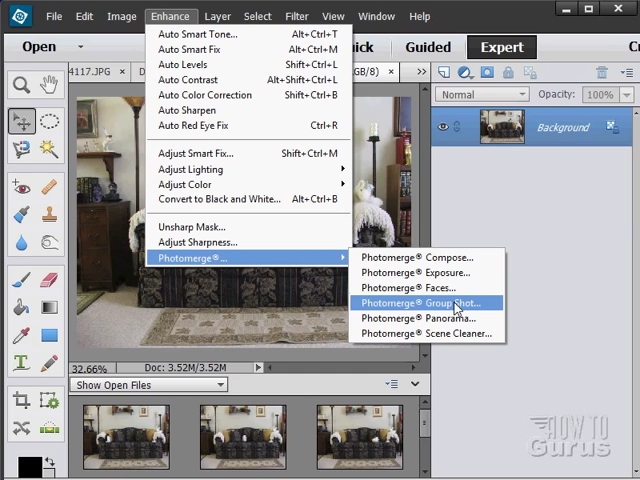 File Edit Image Enhance Layer Select Filter View Window Help
Open
Quick Guided Expert
4117.JPG × D
GB/8) ×
Auto Smart Tone... Alt+Ctrl+T
Auto Smart Fix Alt+Ctrl+M
Auto Levels Shift+Ctrl+L
Auto Contrast Alt+Shift+Ctrl+L
Auto Color Correction Shift+Ctrl+B
Auto Sharpen
Auto Red Eye Fix Ctrl+R
Adjust Smart Fix... Shift+Ctrl+M
Adjust Lighting
Adjust Color
Convert to Black and White... Alt+Ctrl+B
Unsharp Mask...
Adjust Sharpness...
Photomerge®...
Photomerge® Compose...
Photomerge® Exposure...
Photomerge® Faces...
Photomerge® Group Shot...
Photomerge® Panorama...
Photomerge® Scene Cleaner...
Normal Opacity: 100%
Background
32.66% Doc: 3.52M/3.52M
Show Open Files
HOW TO
Gurus